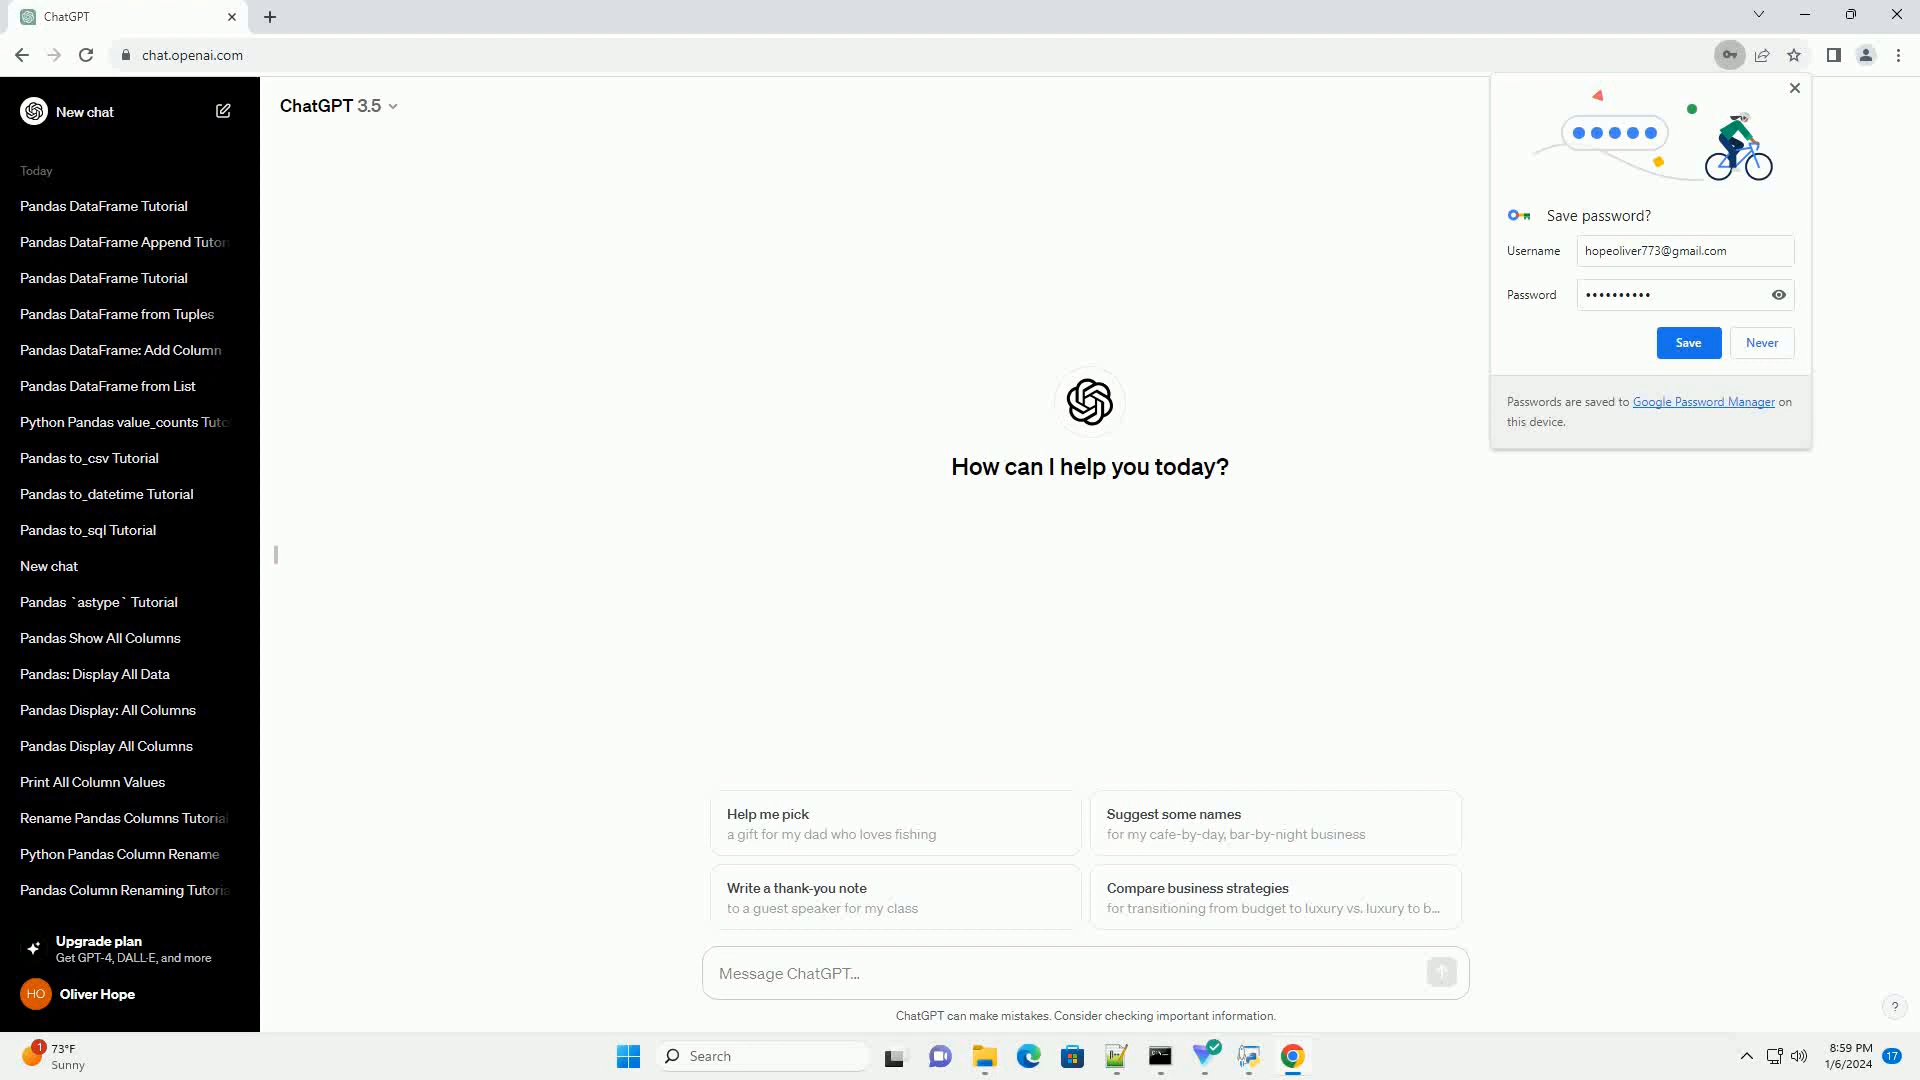 ChatGPT
chat.openai.com
New chat
Today
Pandas DataFrame Tutorial
Pandas DataFrame Append Tutor
Pandas DataFrame Tutorial
Pandas DataFrame from Tuples
Pandas DataFrame: Add Column
Pandas DataFrame from List
Python Pandas value_counts Tuto
Pandas to_csv Tutorial
Pandas to_datetime Tutorial
Pandas to_sql Tutorial
New chat
Pandas `astype` Tutorial
Pandas Show All Columns
Pandas: Display All Data
Pandas Display: All Columns
Pandas Display All Columns
Print All Column Values
Rename Pandas Columns Tutorial
Python Pandas Column Rename
Pandas Column Renaming Tutoria
Upgrade plan
Get GPT-4, DALL·E, and more
HO Oliver Hope
ChatGPT 3.5
How can I help you today?
Help me pick
a gift for my dad who loves fishing
Suggest some names
for my cafe-by-day, bar-by-night business
Write a thank-you note
to a guest speaker for my class
Compare business strategies
for transitioning from budget to luxury vs. luxury to b...
Message ChatGPT...
ChatGPT can make mistakes. Consider checking important information.
?
Save password?
Username hopeoliver773@gmail.com
Password ••••••••••
Save Never
Passwords are saved to Google Password Manager on
this device.
1
73°F
Sunny
Search
8:59 PM
1/6/2024
17